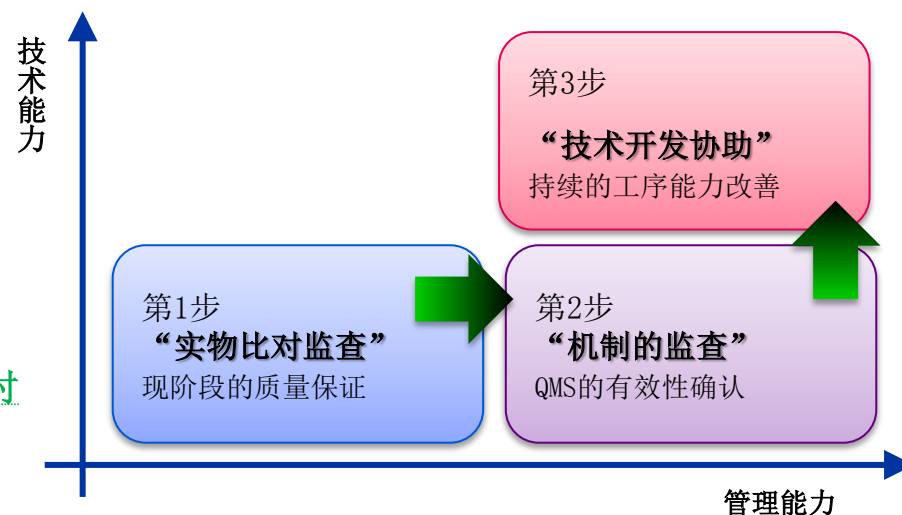 技术能力
第3步
“技术开发协助”
持续的工序能力改善
第1步
“实物比对监查”
现阶段的质量保证
第2步
“机制的监查”
QMS的有效性确认
对
管理能力